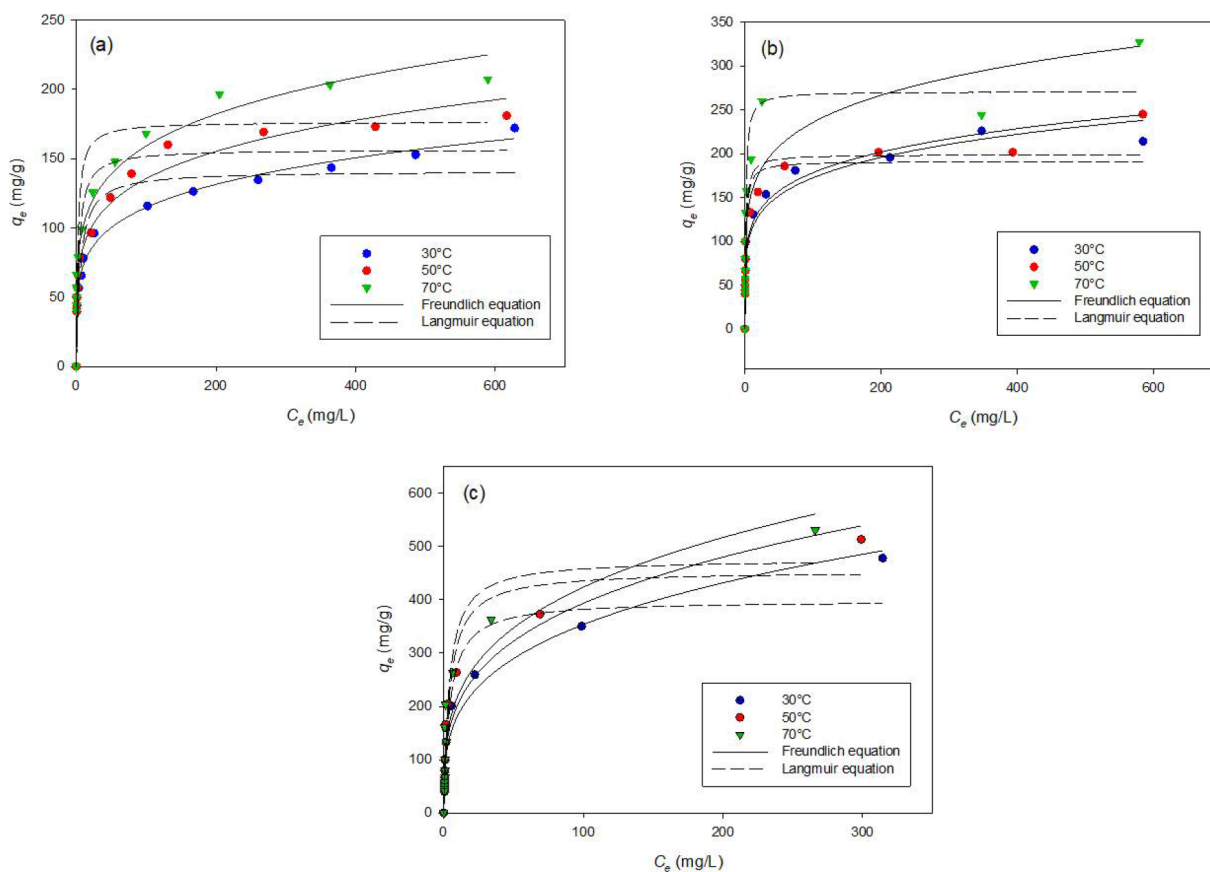 (a)
250
200
150
100
50
0
qe (mg/g)
0 200 400 600
Ce (mg/L)
30°C
50°C
70°C
Freundlich equation
Langmuir equation
(b)
350
300
250
200
150
100
50
0
qe (mg/g)
0 200 400 600
Ce (mg/L)
30°C
50°C
70°C
Freundlich equation
Langmuir equation
(c)
600
500
400
300
200
100
0
qe (mg/g)
0 100 200 300
Ce (mg/L)
30°C
50°C
70°C
Freundlich equation
Langmuir equation